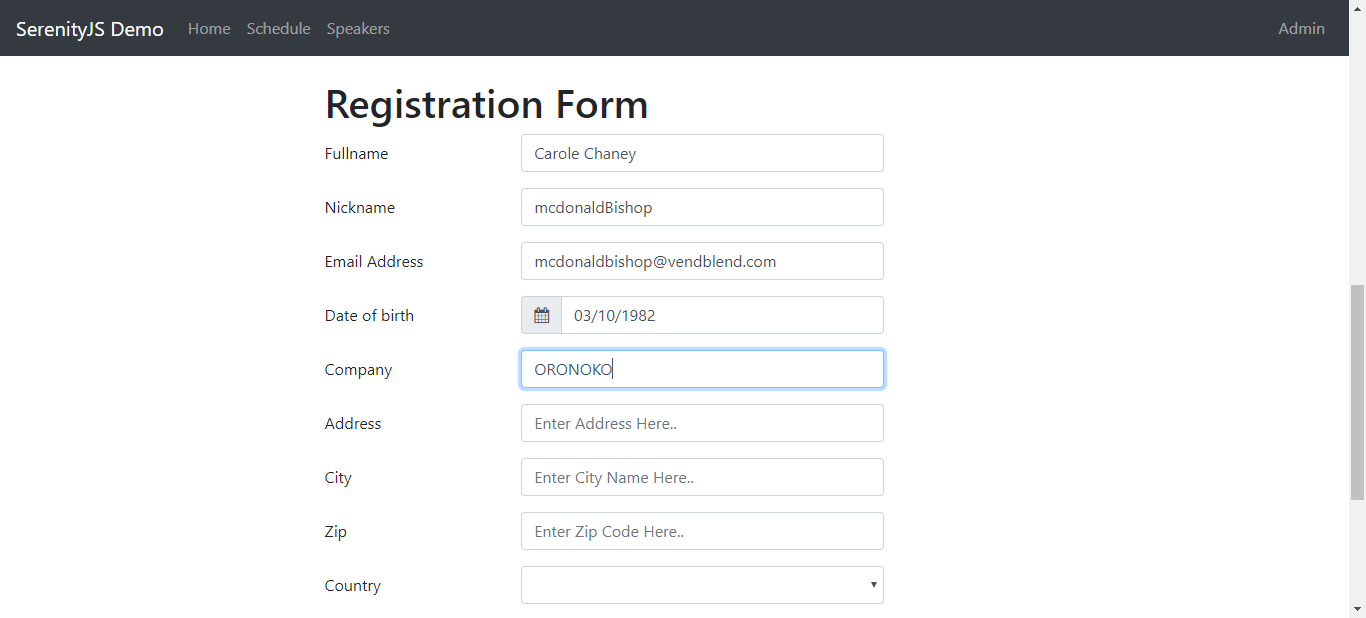 SerenityJS Demo Home Schedule Speakers Admin
Registration Form
Fullname Carole Chaney
Nickname mcdonaldBishop
Email Address mcdonaldbishop@vendblend.com
Date of birth 03/10/1982
Company ORONOKO
Address Enter Address Here..
City Enter City Name Here..
Zip Enter Zip Code Here..
Country